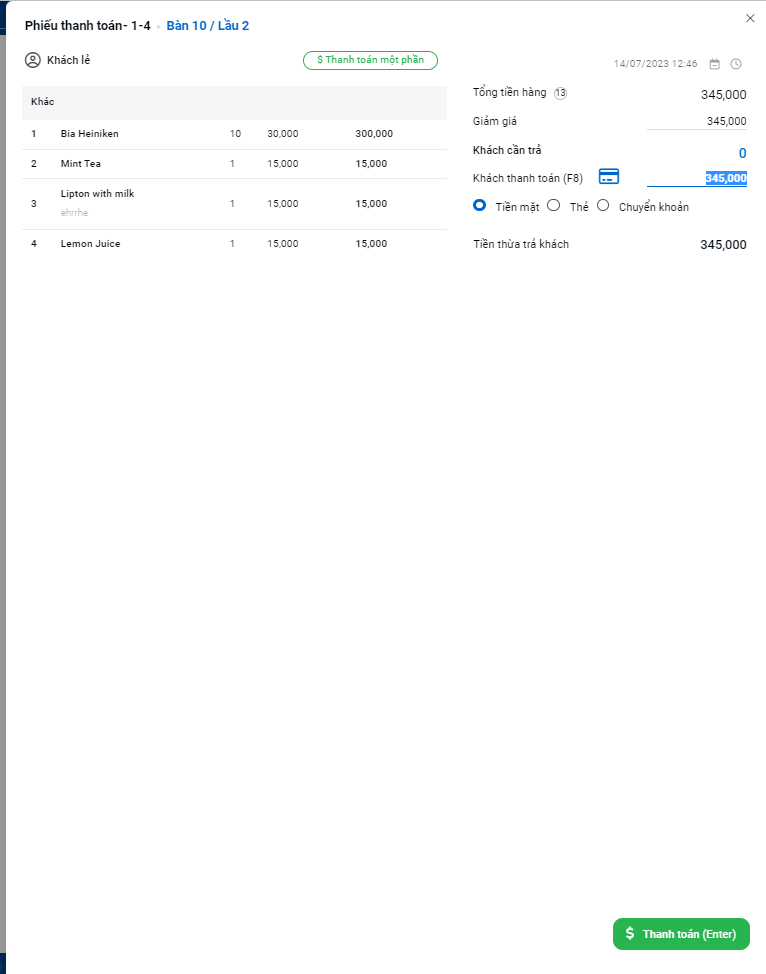 Phiếu thanh toán- 1-4 Bàn 10 / Lầu 2
Khách lẻ $ Thanh toán một phần
Khác
1 Bia Heiniken 10 30,000 300,000
2 Mint Tea 1 15,000 15,000
3 Lipton with milk 1 15,000 15,000
ehrrhe
4 Lemon Juice 1 15,000 15,000
14/07/2023 12:46
Tổng tiền hàng 13 345,000
Giảm giá 345,000
Khách cần trả 0
Khách thanh toán (F8) 345,000
Tiền mặt Thẻ Chuyển khoản
Tiền thừa trả khách 345,000
$ Thanh toán (Enter)